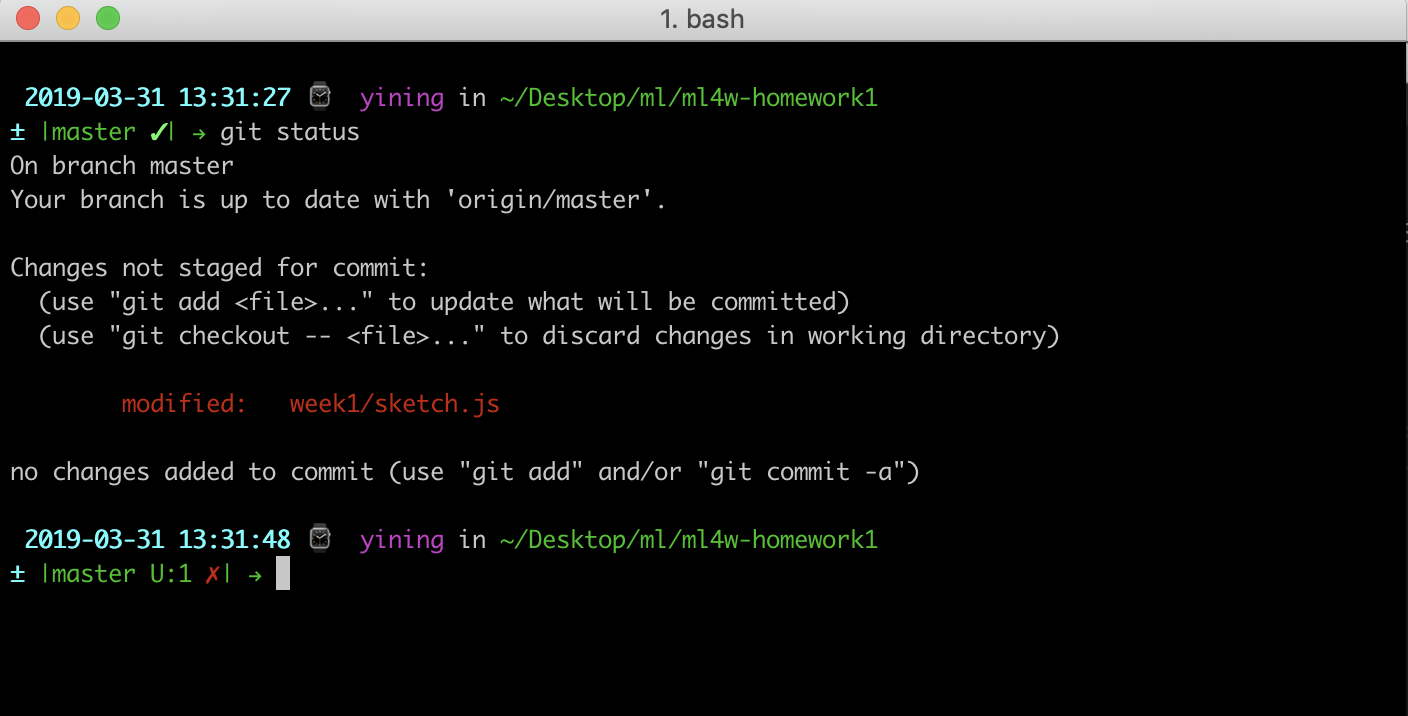 1. bash
2019-03-31 13:31:27 ⌚ yining in ~/Desktop/ml/ml4w-homework1
± |master ✓| → git status
On branch master
Your branch is up to date with 'origin/master'.
Changes not staged for commit:
  (use "git add <file>..." to update what will be committed)
  (use "git checkout -- <file>..." to discard changes in working directory)
        modified:   week1/sketch.js
no changes added to commit (use "git add" and/or "git commit -a")
2019-03-31 13:31:48 ⌚ yining in ~/Desktop/ml/ml4w-homework1
± |master U:1 ✗| →